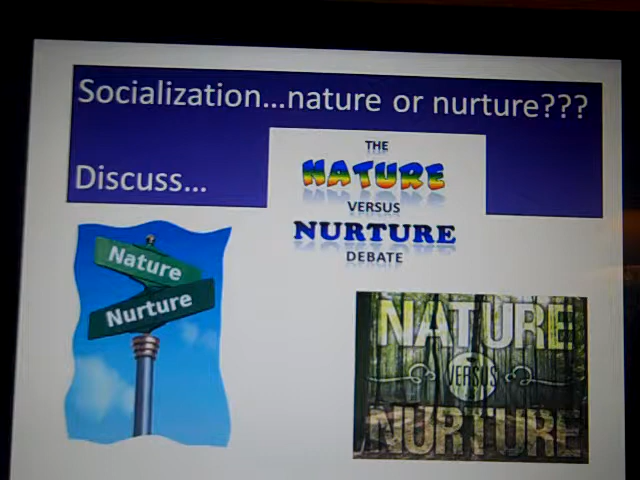 Socialization...nature or nurture???
Discuss...
THE
NATURE
VERSUS
NURTURE
DEBATE
Nature
Nurture
NATURE
VERSUS
NURTURE